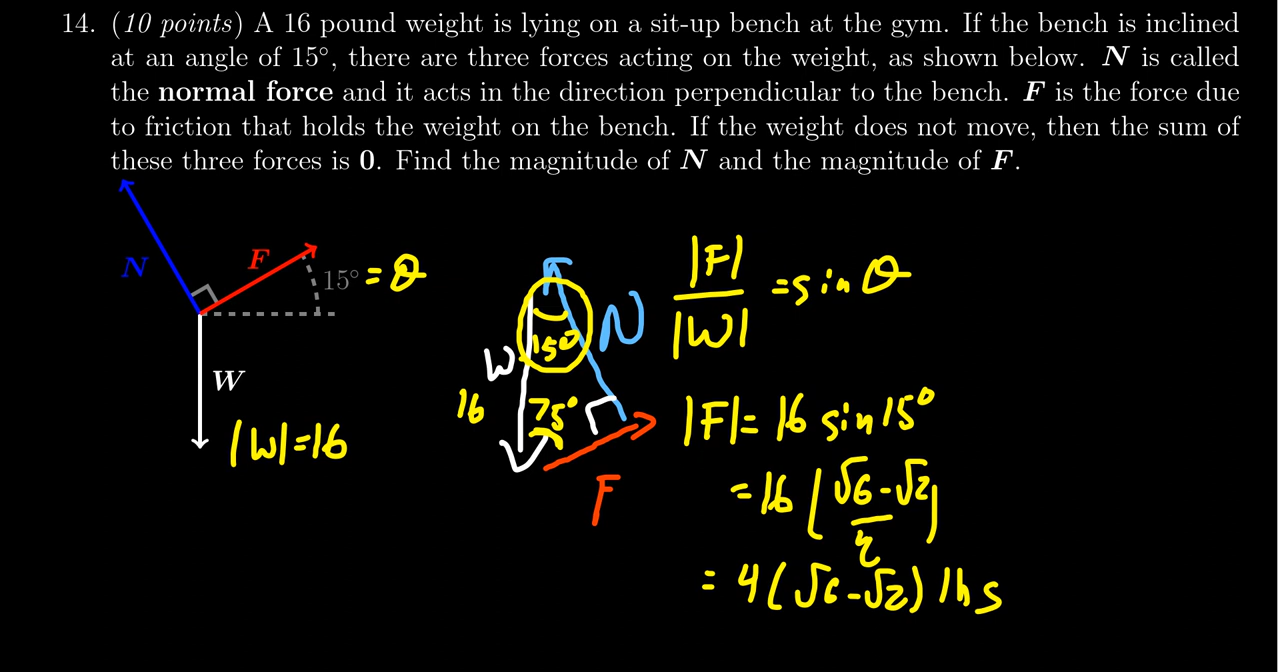 14. (10 points) A 16 pound weight is lying on a sit-up bench at the gym. If the bench is inclined
at an angle of 15°, there are three forces acting on the weight, as shown below. N is called
the normal force and it acts in the direction perpendicular to the bench. F is the force due
to friction that holds the weight on the bench. If the weight does not move, then the sum of
these three forces is 0. Find the magnitude of N and the magnitude of F.
N
F
15° = θ
W
|W|=16
W
16
15°
75°
N
F
|F|
|W|
= sin θ
|F| = 16 sin 15°
= 16 (√6-√2)
4
= 4(√6-√2) lbs